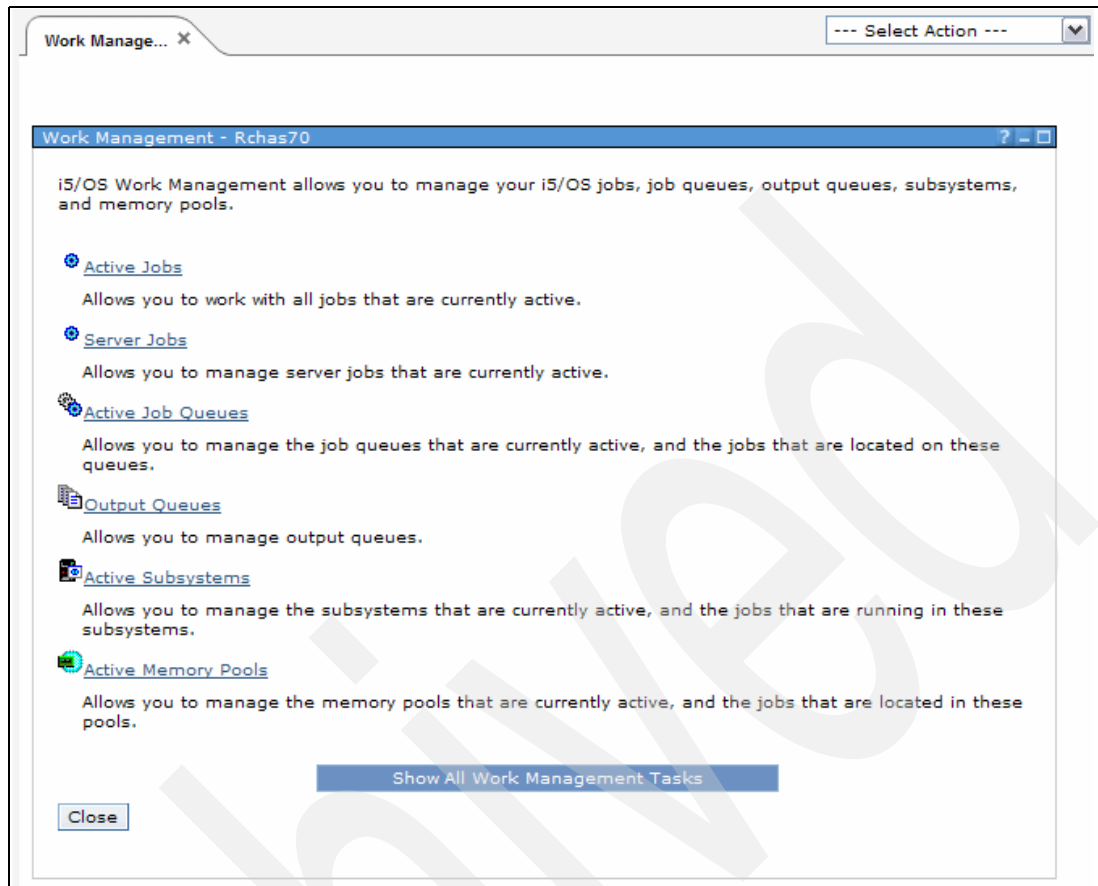 Work Manage... ×
--- Select Action ---
Work Management - Rchas70
? – □
i5/OS Work Management allows you to manage your i5/OS jobs, job queues, output queues, subsystems,
and memory pools.
Active Jobs
Allows you to work with all jobs that are currently active.
Server Jobs
Allows you to manage server jobs that are currently active.
Active Job Queues
Allows you to manage the job queues that are currently active, and the jobs that are located on these
queues.
Output Queues
Allows you to manage output queues.
Active Subsystems
Allows you to manage the subsystems that are currently active, and the jobs that are running in these
subsystems.
Active Memory Pools
Allows you to manage the memory pools that are currently active, and the jobs that are located in these
pools.
Show All Work Management Tasks
Close
hived